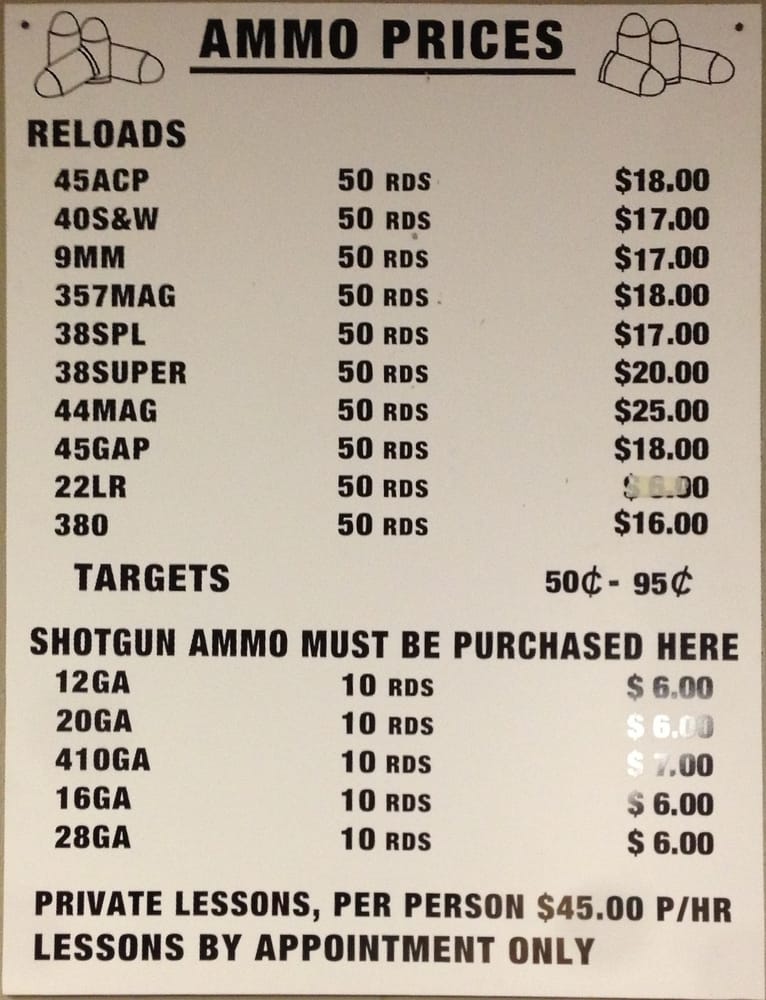 AMMO PRICES
RELOADS
45ACP 50 RDS $18.00
40S&W 50 RDS $17.00
9MM 50 RDS $17.00
357MAG 50 RDS $18.00
38SPL 50 RDS $17.00
38SUPER 50 RDS $20.00
44MAG 50 RDS $25.00
45GAP 50 RDS $18.00
22LR 50 RDS $ 6.00
380 50 RDS $16.00
TARGETS 50¢ - 95¢
SHOTGUN AMMO MUST BE PURCHASED HERE
12GA 10 RDS $ 6.00
20GA 10 RDS $ 6.00
410GA 10 RDS $ 7.00
16GA 10 RDS $ 6.00
28GA 10 RDS $ 6.00
PRIVATE LESSONS, PER PERSON $45.00 P/HR
LESSONS BY APPOINTMENT ONLY